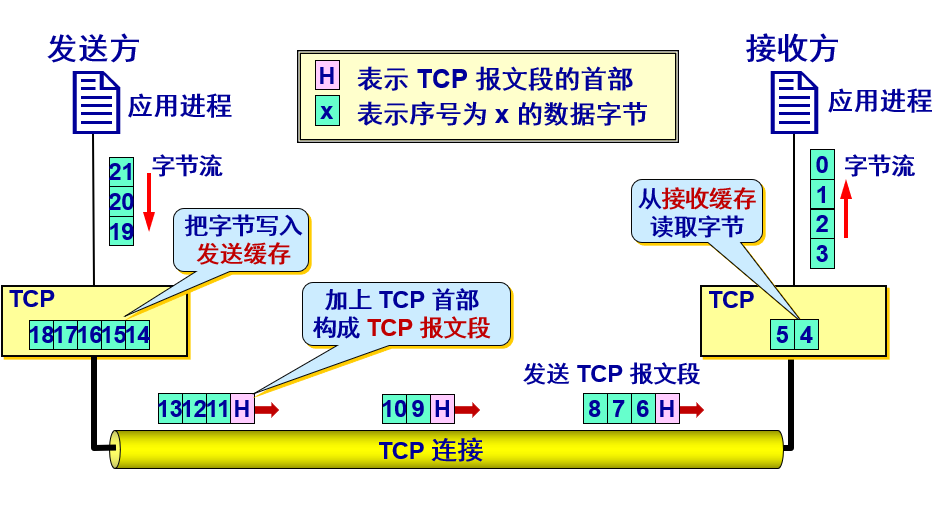 发送方
接收方
应用进程
应用进程
H 表示 TCP 报文段的首部
x 表示序号为 x 的数据字节
21
20
19
字节流
0
1
2
3
字节流
把字节写入
发送缓存
从接收缓存
读取字节
TCP
18 17 16 15 14
加上 TCP 首部
构成 TCP 报文段
TCP
5 4
发送 TCP 报文段
13 12 11 H
10 9 H
8 7 6 H
TCP 连接